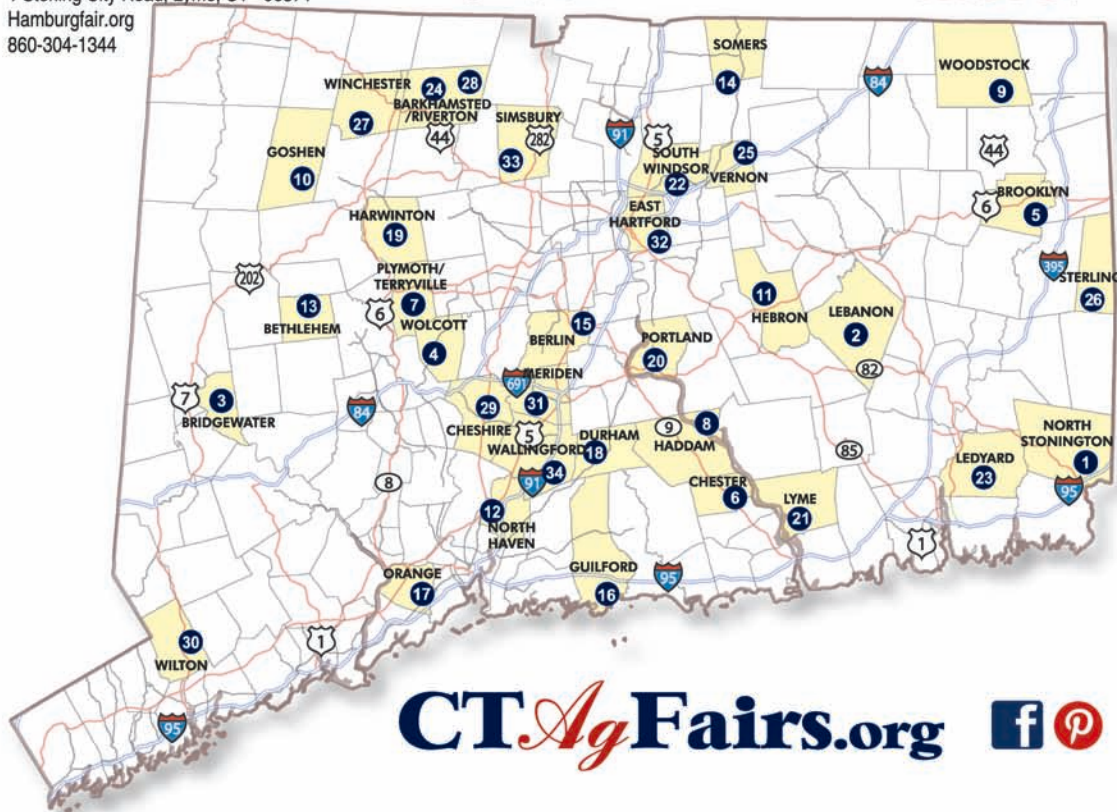 Hamburgfair.org
860-304-1344
SOMERS
14
84
WOODSTOCK
9
WINCHESTER
24
28
BARKHAMSTED
/RIVERTON
27
44
SIMSBURY
282
33
91
5
SOUTH
WINDSOR
22
25
VERNON
44
GOSHEN
10
6
BROOKLYN
5
HARWINTON
19
EAST
HARTFORD
32
202
395
STERLING
26
PLYMOTH/
TERRYVILLE
7
13
BETHLEHEM
6
WOLCOTT
4
11
HEBRON
LEBANON
2
15
BERLIN
PORTLAND
20
82
7
3
BRIDGEWATER
84
MERIDEN
691
29
31
CHESHIRE
5
WALLINGFORD
DURHAM
18
9
8
HADDAM
NORTH
STONINGTON
1
85
LEDYARD
23
95
8
91
34
CHESTER
6
LYME
21
12
NORTH
HAVEN
1
ORANGE
17
GUILFORD
16
95
30
WILTON
1
95
CTAgFairs.org